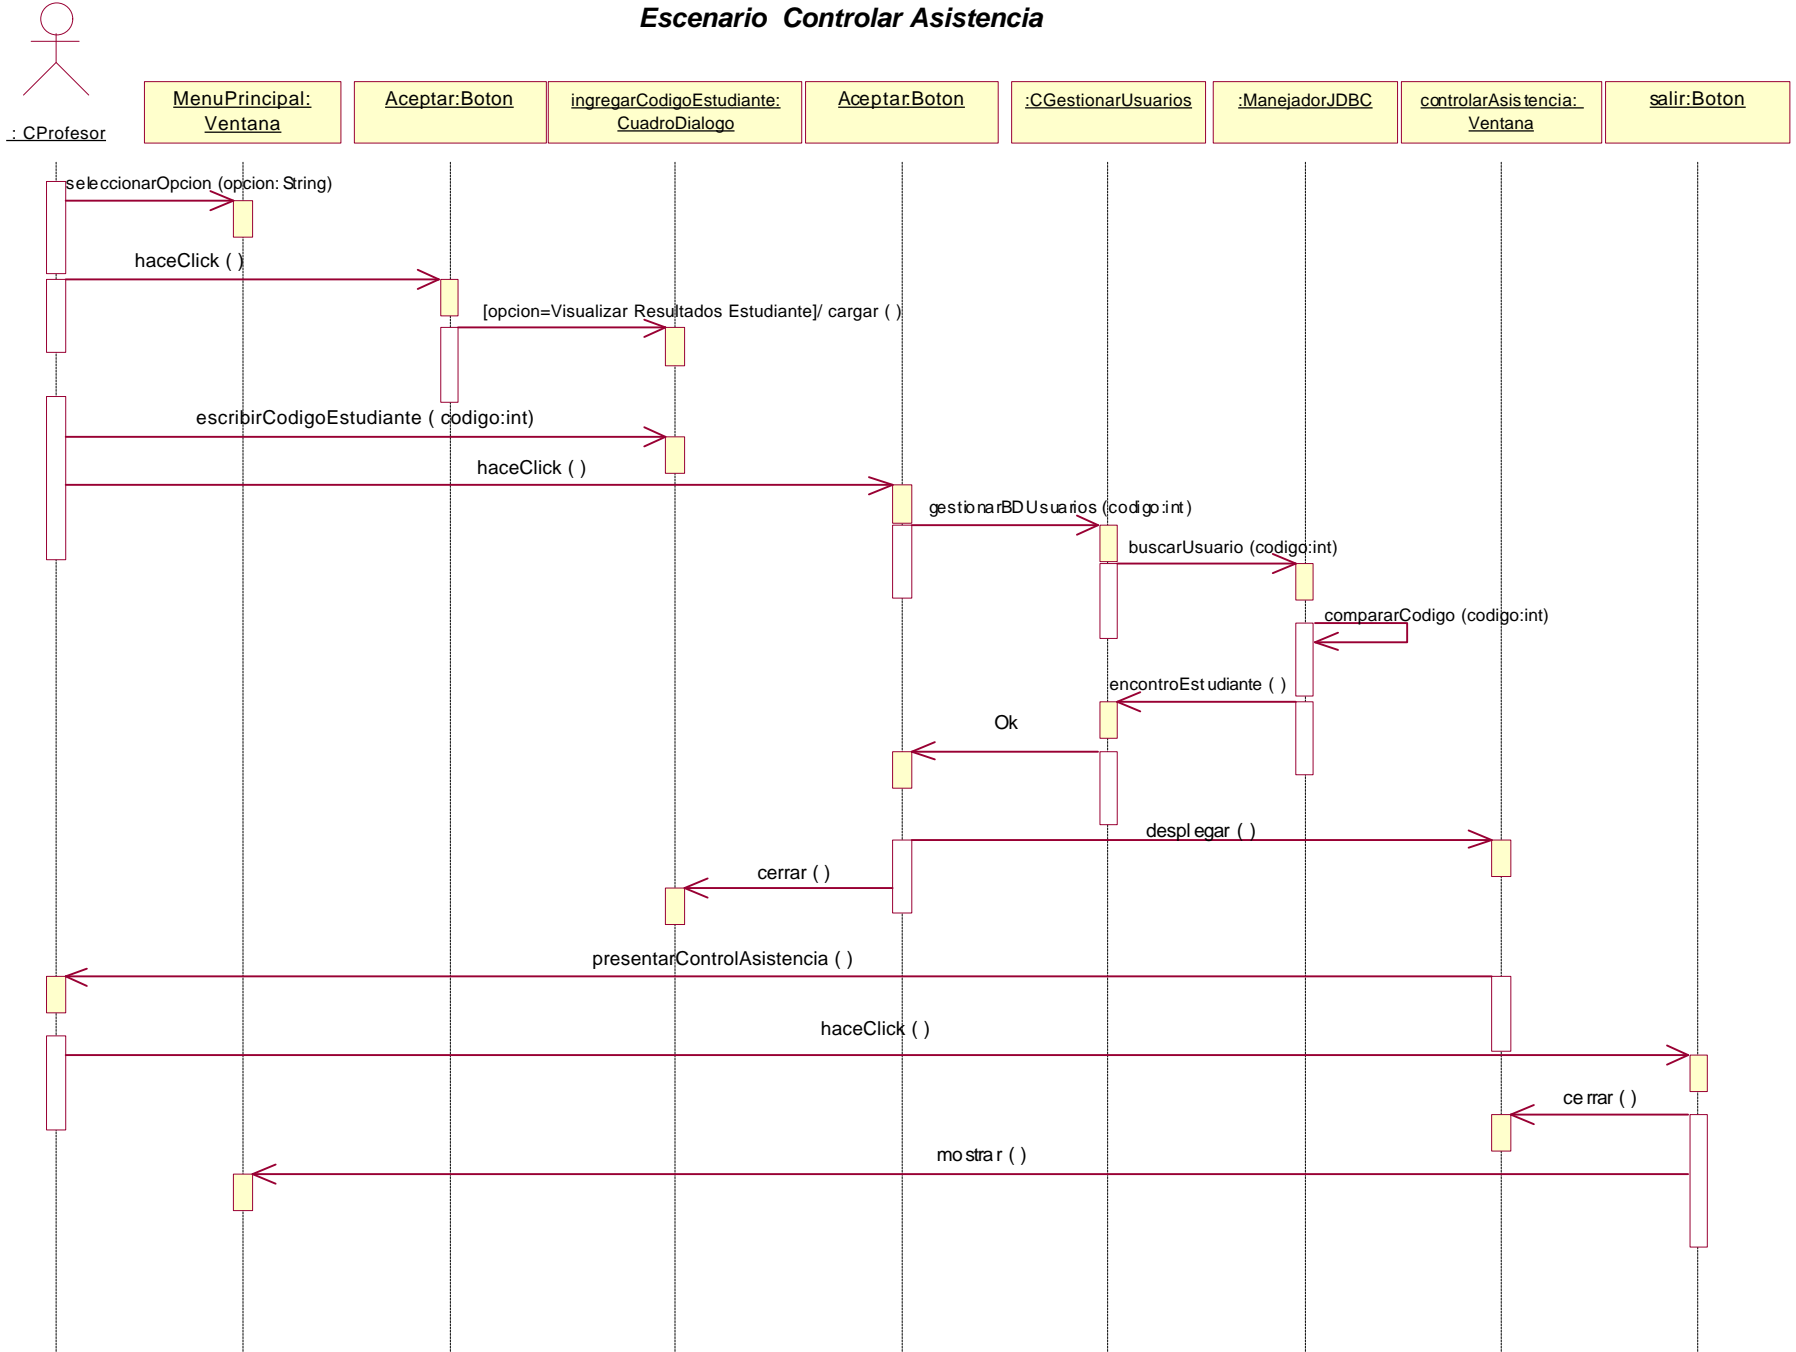 Escenario Controlar Asistencia
: CProfesor
MenuPrincipal:
Ventana
Aceptar:Boton
ingregarCodigoEstudiante:
CuadroDialogo
Aceptar:Boton
:CGestionarUsuarios
:ManejadorJDBC
controlarAsistencia:
Ventana
salir:Boton
seleccionarOpcion (opcion: String)
haceClick ( )
[opcion=Visualizar Resultados Estudiante]/ cargar ( )
escribirCodigoEstudiante ( codigo:int)
haceClick ( )
gestionarBDUsuarios (codigo:int)
buscarUsuario (codigo:int)
compararCodigo (codigo:int)
encontroEstudiante ( )
Ok
desplegar ( )
cerrar ( )
presentarControlAsistencia ( )
haceClick ( )
cerrar ( )
mostrar ( )